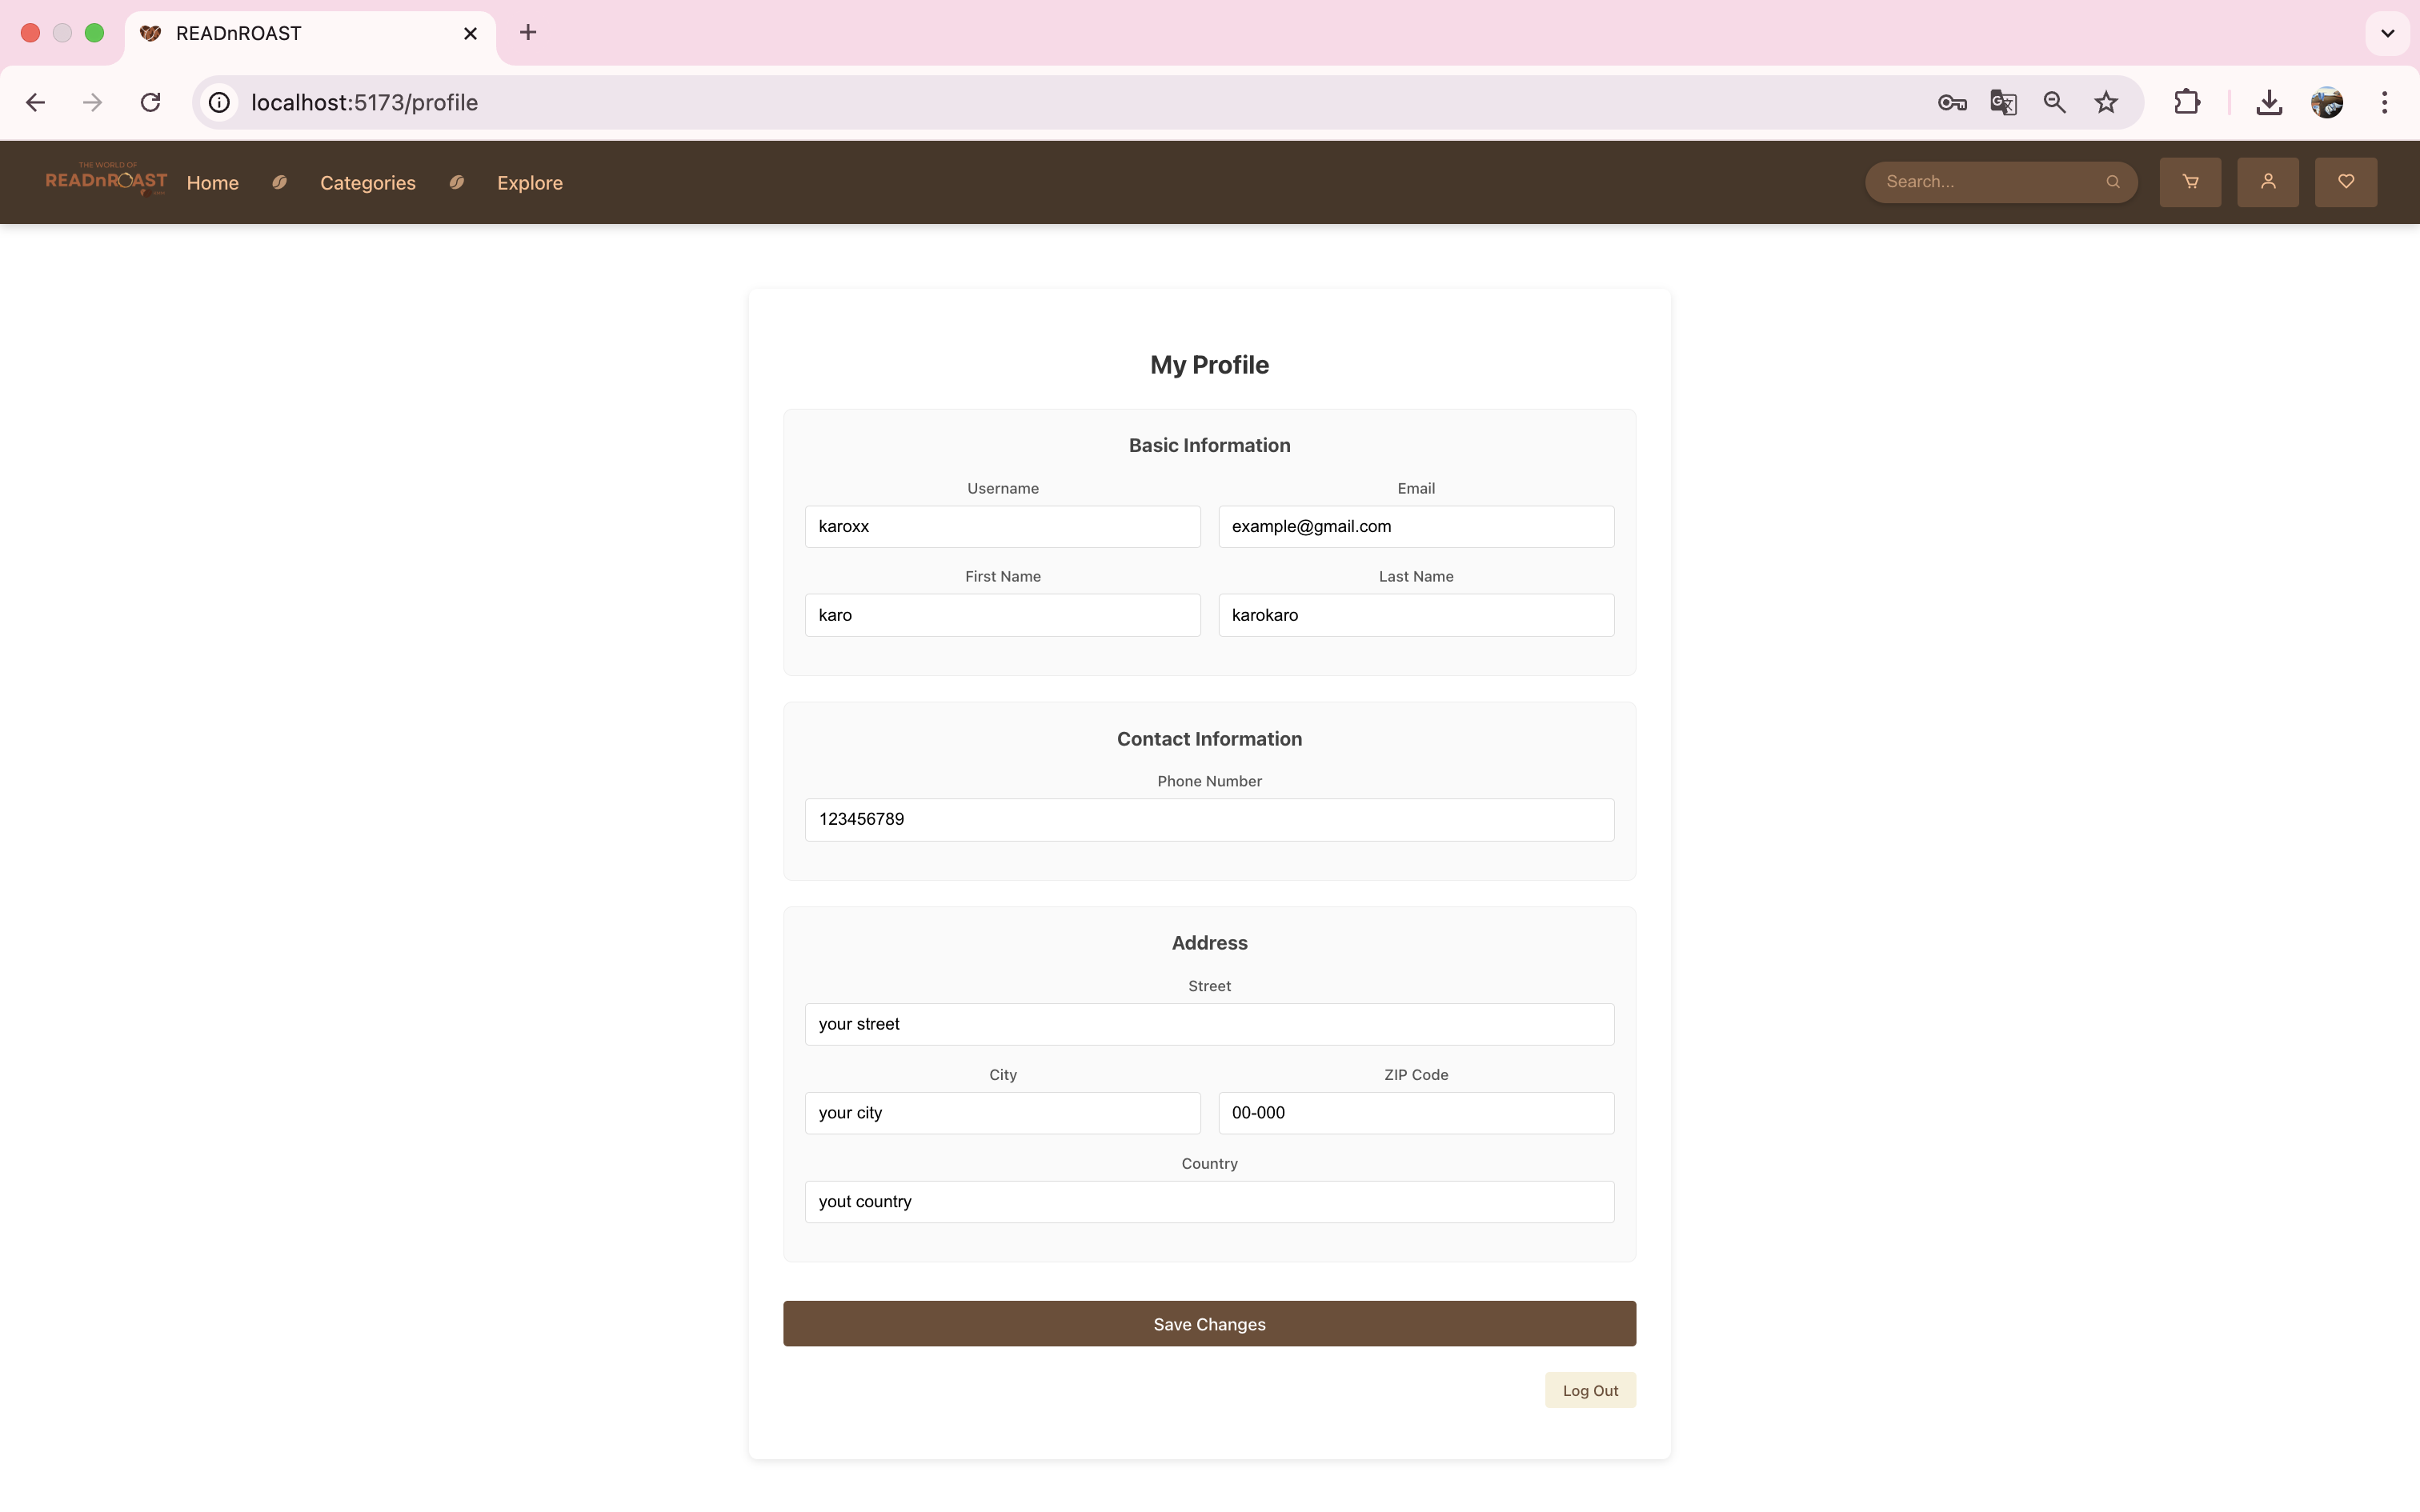 READnROAST
localhost:5173/profile
THE WORLD OF
READnROAST
Home
Categories
Explore
Search...
My Profile
Basic Information
Username
Email
karoxx
example@gmail.com
First Name
Last Name
karo
karokaro
Contact Information
Phone Number
123456789
Address
Street
your street
City
ZIP Code
your city
00-000
Country
yout country
Save Changes
Log Out